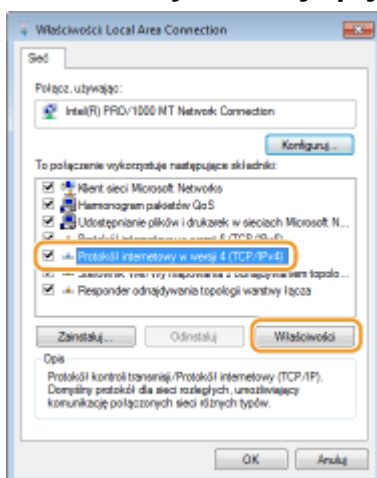 Właściwości: Local Area Connection
Sieć
Połącz, używając:
Intel(R) PRO/1000 MT Network Connection
Konfiguruj...
To połączenie wykorzystuje następujące składniki:
Klient sieci Microsoft Networks
Harmonogram pakietów QoS
Udostępnianie plików i drukarek w sieciach Microsoft N...
Protokół internetowy w wersji 4 (TCP/IPv4)
Responder odnajdywania topologii warstwy łącza
Zainstaluj...
Odinstaluj
Właściwości
Opis
Protokół kontroli transmisji/Protokół internetowy (TCP/IP).
Domyślny protokół dla sieci rozległych, umożliwiający
komunikację połączonych sieci różnych typów.
OK
Anuluj